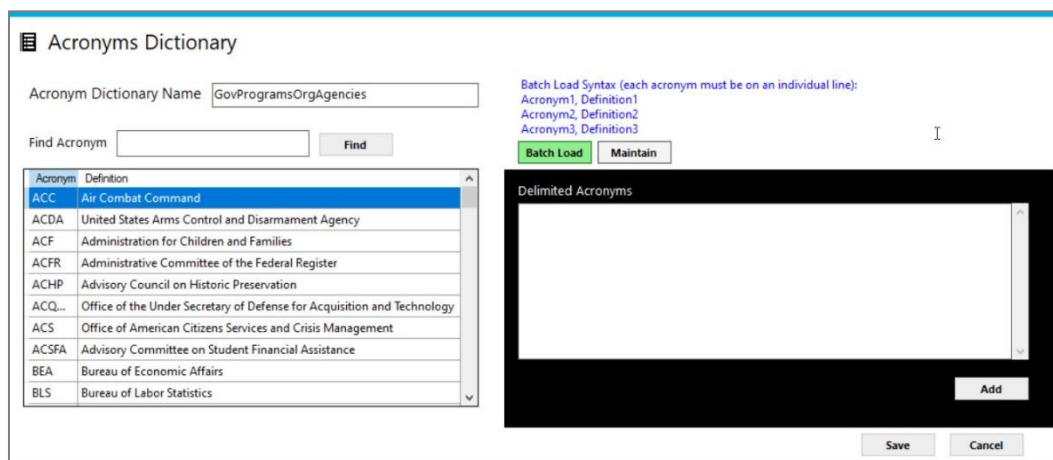 Acronyms Dictionary
Acronym Dictionary Name GovProgramsOrgAgencies
Find Acronym Find
Acronym Definition
ACC Air Combat Command
ACDA United States Arms Control and Disarmament Agency
ACF Administration for Children and Families
ACFR Administrative Committee of the Federal Register
ACHP Advisory Council on Historic Preservation
ACQ... Office of the Under Secretary of Defense for Acquisition and Technology
ACS Office of American Citizens Services and Crisis Management
ACSFA Advisory Committee on Student Financial Assistance
BEA Bureau of Economic Affairs
BLS Bureau of Labor Statistics
Batch Load Syntax (each acronym must be on an individual line):
Acronym1, Definition1
Acronym2, Definition2
Acronym3, Definition3
Batch Load Maintain
Delimited Acronyms
Add
Save Cancel